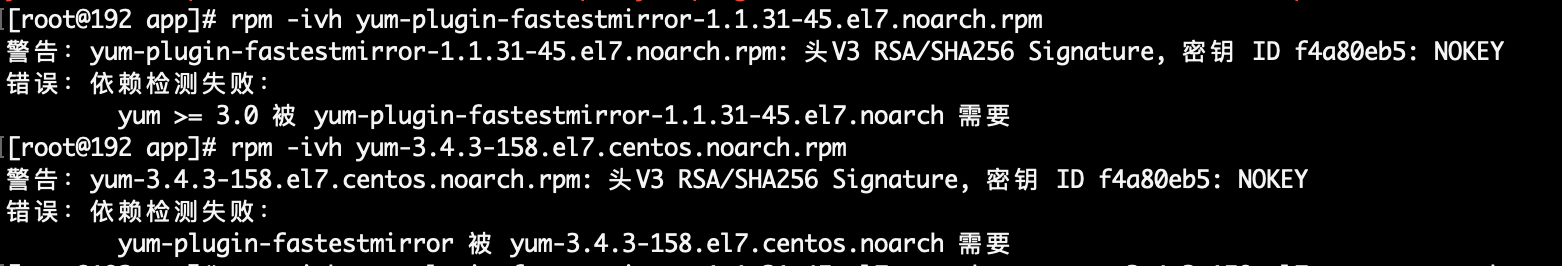 [root@192 app]# rpm -ivh yum-plugin-fastestmirror-1.1.31-45.el7.noarch.rpm
警告：yum-plugin-fastestmirror-1.1.31-45.el7.noarch.rpm: 头V3 RSA/SHA256 Signature, 密钥 ID f4a80eb5: NOKEY
错误：依赖检测失败：
yum >= 3.0 被 yum-plugin-fastestmirror-1.1.31-45.el7.noarch 需要
[root@192 app]# rpm -ivh yum-3.4.3-158.el7.centos.noarch.rpm
警告：yum-3.4.3-158.el7.centos.noarch.rpm: 头V3 RSA/SHA256 Signature, 密钥 ID f4a80eb5: NOKEY
错误：依赖检测失败：
yum-plugin-fastestmirror 被 yum-3.4.3-158.el7.centos.noarch 需要